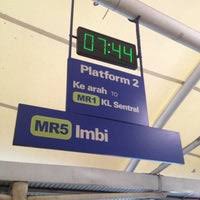 07:44
Platform 2
Ke arah TO
MR1 KL Sentral
MR5 Imbi